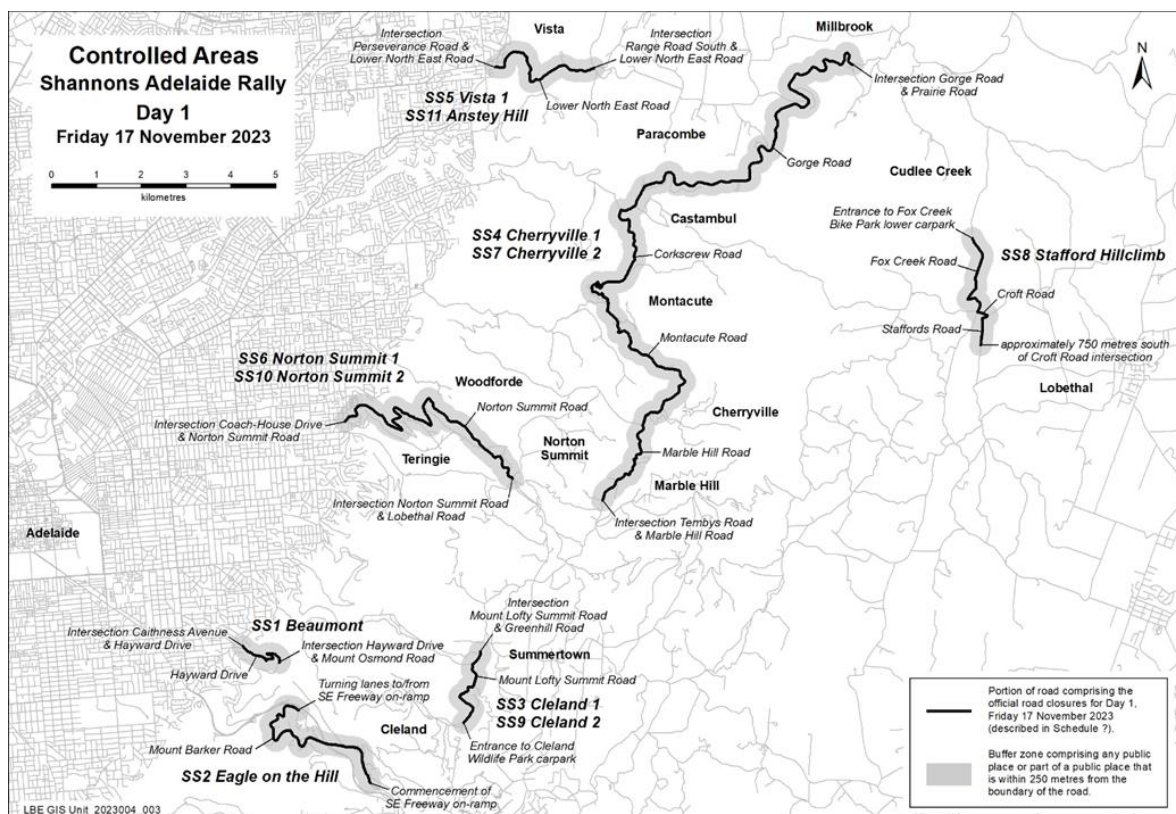 Controlled Areas
Shannons Adelaide Rally
Day 1
Friday 17 November 2023
0 1 2 3 4 5
kilometres
Intersection
Perseverance Road &
Lower North East Road
Vista
Intersection
Range Road South &
Lower North East Road
Lower North East Road
SS5 Vista 1
SS11 Anstey Hill
Millbrook
N
Intersection Gorge Road
& Prairie Road
Paracombe
Gorge Road
Cudlee Creek
SS4 Cherryville 1
SS7 Cherryville 2
Castambul
Corkscrew Road
Entrance to Fox Creek
Bike Park lower carpark
Fox Creek Road
SS8 Stafford Hillclimb
Croft Road
Staffords Road
approximately 750 metres south
of Croft Road intersection
Lobethal
Montacute
Montacute Road
SS6 Norton Summit 1
SS10 Norton Summit 2
Woodforde
Norton Summit Road
Intersection Coach-House Drive
& Norton Summit Road
Teringie
Norton
Summit
Cherryville
Marble Hill Road
Marble Hill
Intersection Norton Summit Road
& Lobethal Road
Intersection Tembys Road
& Marble Hill Road
Adelaide
SS1 Beaumont
Intersection Caithness Avenue
& Hayward Drive
Intersection Hayward Drive
& Mount Osmond Road
Hayward Drive
Turning lanes to/from
SE Freeway on-ramp
Intersection
Mount Lofty Summit Road
& Greenhill Road
Summertown
Mount Lofty Summit Road
SS3 Cleland 1
SS9 Cleland 2
Cleland
Entrance to Cleland
Wildlife Park carpark
Mount Barker Road
SS2 Eagle on the Hill
Commencement of
SE Freeway on-ramp
Portion of road comprising the
official road closures for Day 1,
Friday 17 November 2023
(described in Schedule ?).
Buffer zone comprising any public
place or part of a public place that
is within 250 metres from the
boundary of the road.
LBE GIS Unit 2023004_003